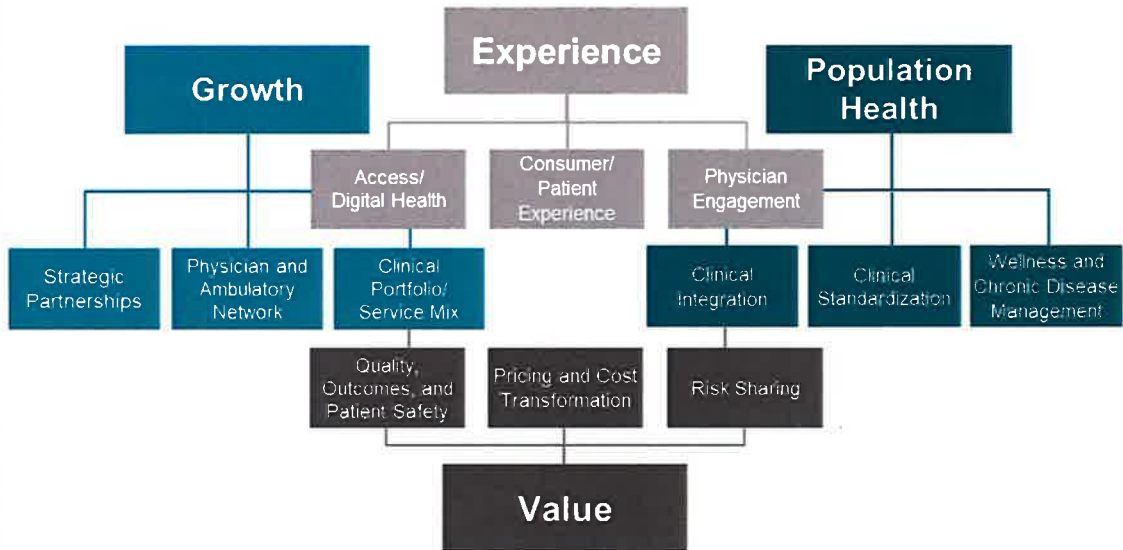 Experience
Growth
Population
Health
Access/
Digital Health
Consumer/
Patient
Experience
Physician
Engagement
Strategic
Partnerships
Physician and
Ambulatory
Network
Clinical
Portfolio/
Service Mix
Clinical
Integration
Clinical
Standardization
Wellness and
Chronic Disease
Management
Quality,
Outcomes, and
Patient Safety
Pricing and Cost
Transformation
Risk Sharing
Value